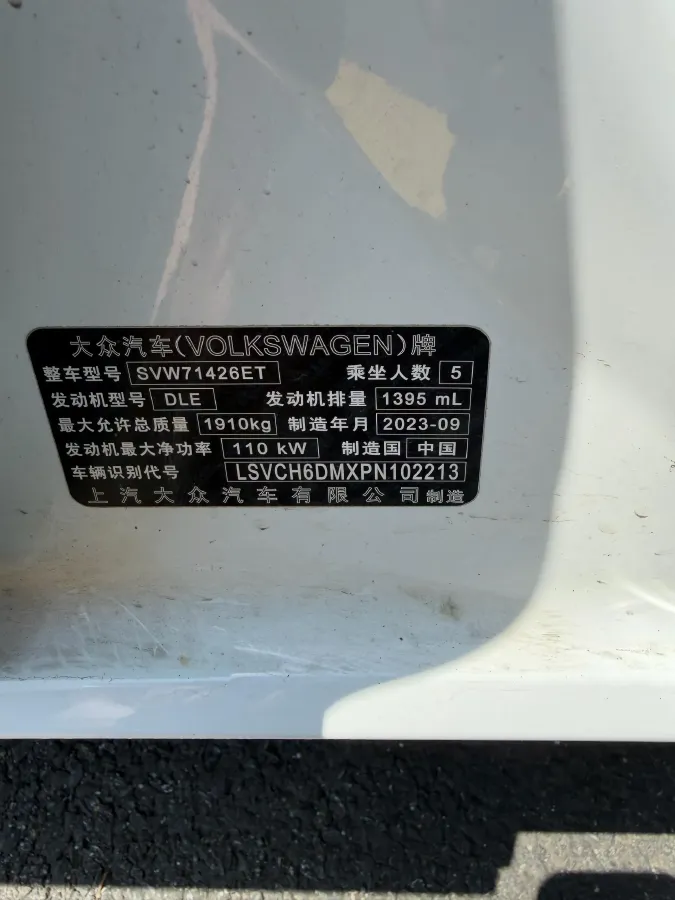 大众汽车(VOLKSWAGEN)牌
整车型号 SVW71426ET 乘坐人数 5
发动机型号 DLE 发动机排量 1395 mL
最大允许总质量 1910kg 制造年月 2023-09
发动机最大净功率 110 kW 制造国 中国
车辆识别代号 LSVCH6DMXPN102213
上汽大众汽车有限公司制造